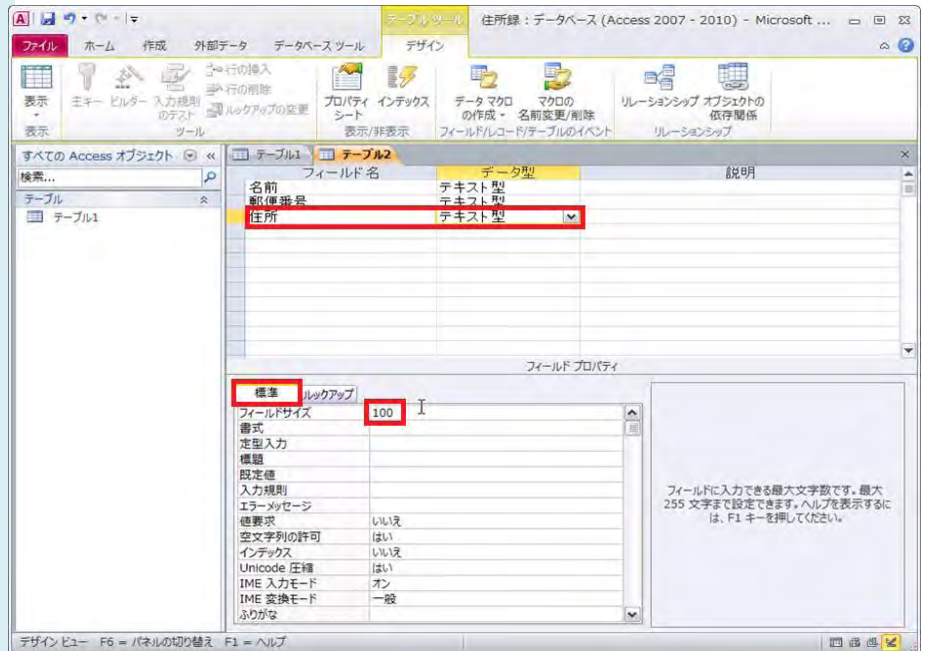 テーブル ツール 住所録 : データベース (Access 2007 - 2010) - Microsoft ...
ファイル ホーム 作成 外部データ データベース ツール デザイン
表示 主キー ビルダー 入力規則のテスト 行の挿入 行の削除 ルックアップの変更 プロパティシート インデックス データ マクロの作成 マクロの名前変更/削除 リレーションシップ オブジェクトの依存関係
表示 ツール 表示/非表示 フィールド/レコード/テーブルのイベント リレーションシップ
すべての Access オブジェクト テーブル1 テーブル2
検索... フィールド名 データ型 説明
名前 テキスト型
テーブル 郵便番号 テキスト型
テーブル1 住所 テキスト型
フィールド プロパティ
標準 ルックアップ
フィールドサイズ 100
書式
定型入力
標題
既定値
入力規則
エラーメッセージ
値要求 いいえ
空文字列の許可 はい
インデックス いいえ
Unicode 圧縮 はい
IME 入力モード オン
IME 変換モード 一般
ふりがな
フィールドに入力できる最大文字数です。最大
255 文字まで設定できます。ヘルプを表示するに
は、F1 キーを押してください。
デザイン ビュー F6 = パネルの切り替え F1 = ヘルプ